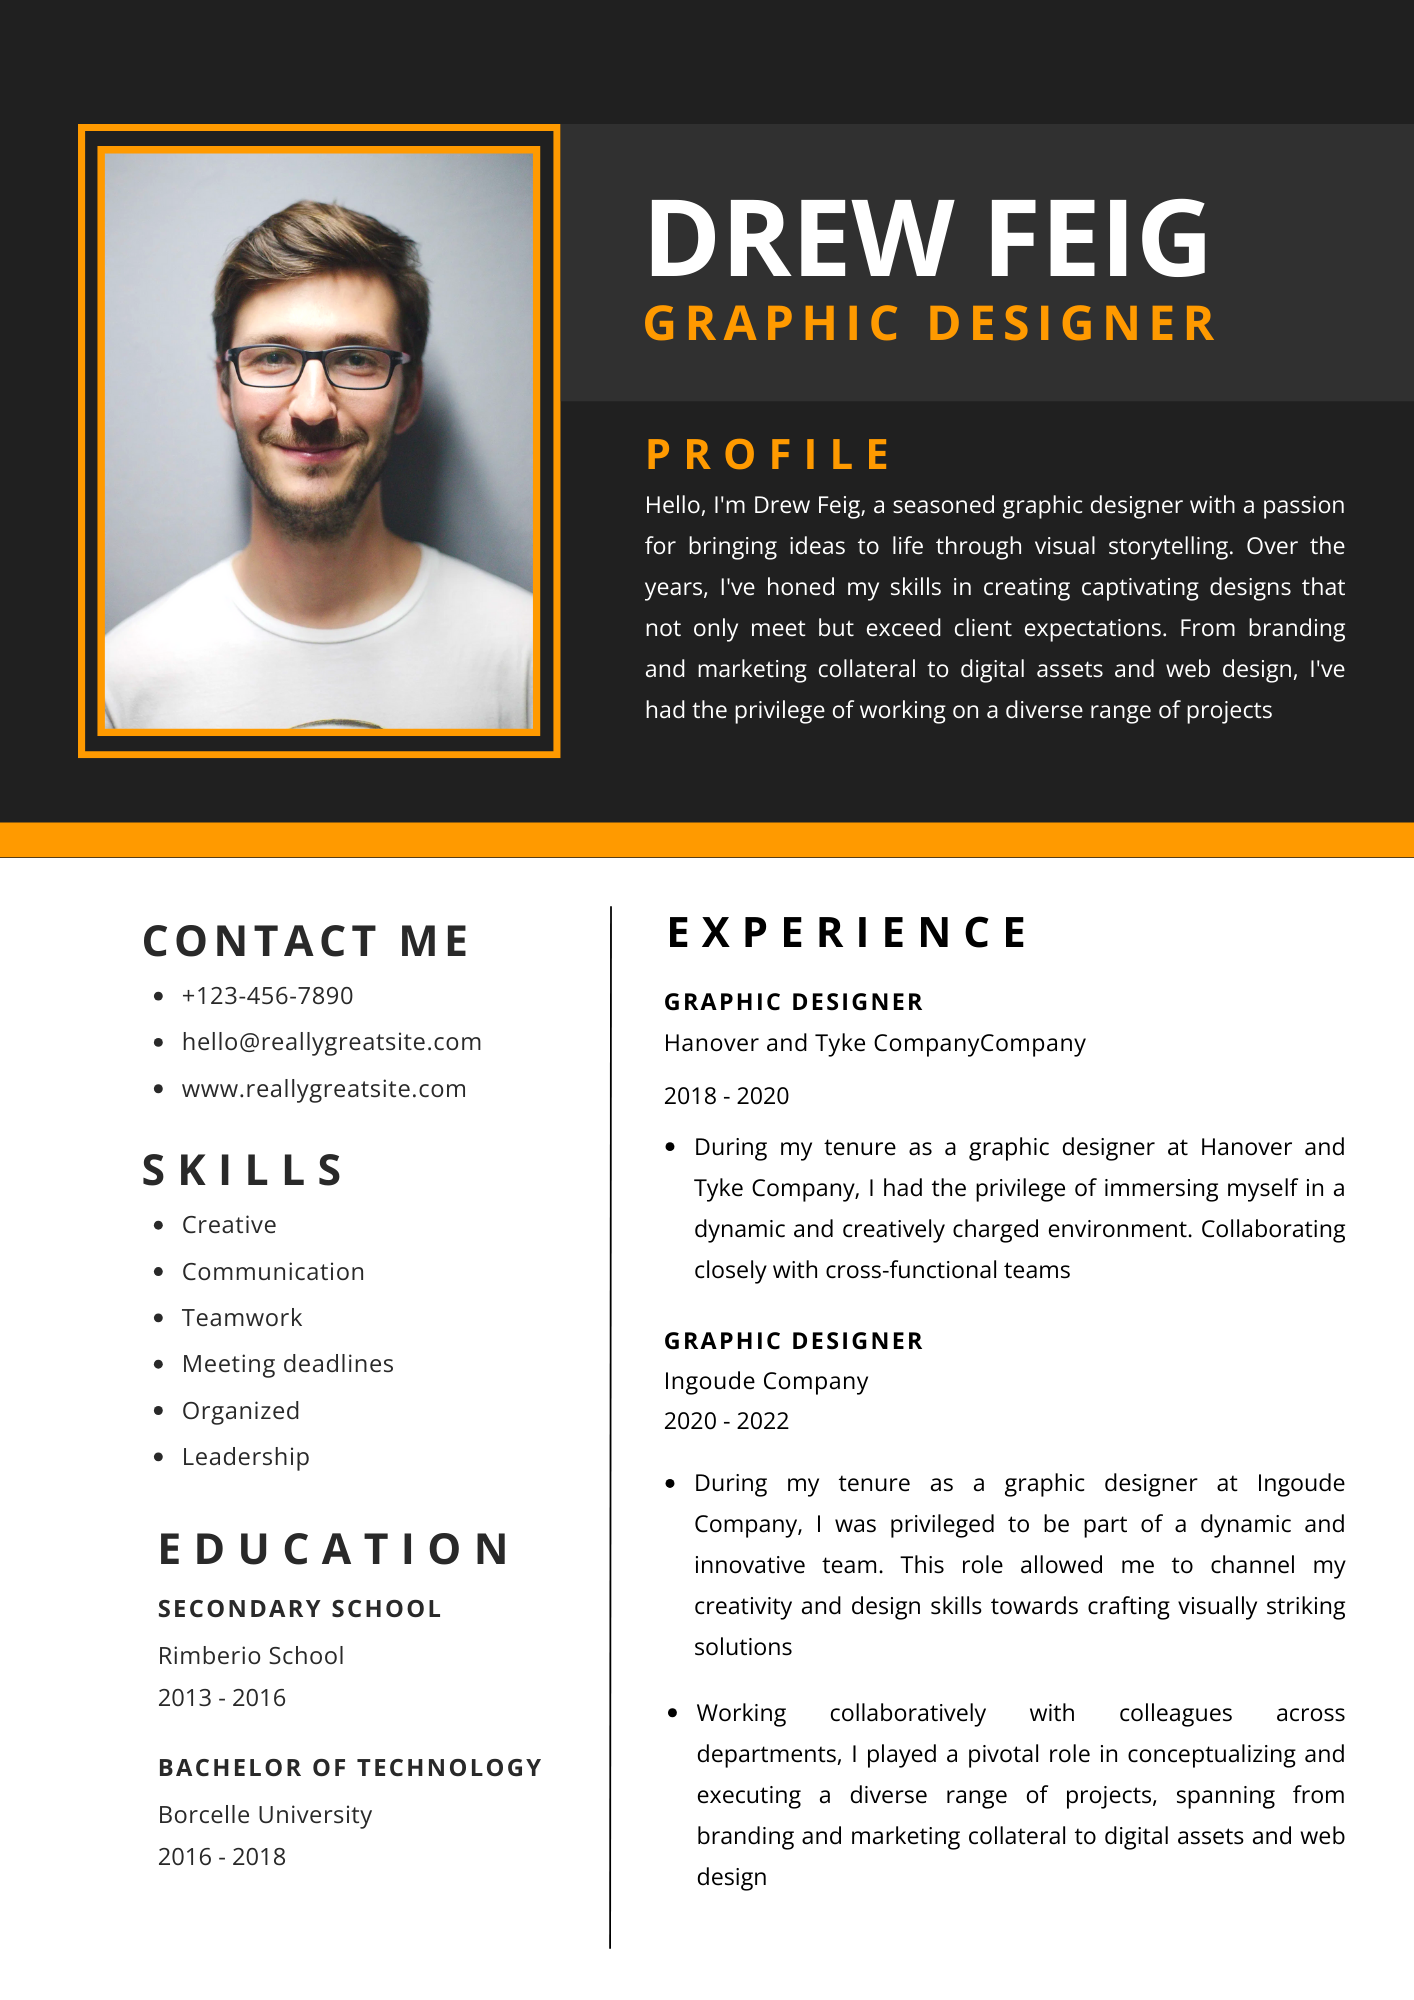 DREW FEIG
GRAPHIC DESIGNER
PROFILE
Hello, I'm Drew Feig, a seasoned graphic designer with a passion
for bringing ideas to life through visual storytelling. Over the
years, I've honed my skills in creating captivating designs that
not only meet but exceed client expectations. From branding
and marketing collateral to digital assets and web design, I've
had the privilege of working on a diverse range of projects
CONTACT ME
• +123-456-7890
• hello@reallygreatsite.com
• www.reallygreatsite.com
SKILLS
• Creative
• Communication
• Teamwork
• Meeting deadlines
• Organized
• Leadership
EDUCATION
SECONDARY SCHOOL
Rimberio School
2013 - 2016
BACHELOR OF TECHNOLOGY
Borcelle University
2016 - 2018
EXPERIENCE
GRAPHIC DESIGNER
Hanover and Tyke CompanyCompany
2018 - 2020
• During my tenure as a graphic designer at Hanover and
Tyke Company, I had the privilege of immersing myself in a
dynamic and creatively charged environment. Collaborating
closely with cross-functional teams
GRAPHIC DESIGNER
Ingoude Company
2020 - 2022
• During my tenure as a graphic designer at Ingoude
Company, I was privileged to be part of a dynamic and
innovative team. This role allowed me to channel my
creativity and design skills towards crafting visually striking
solutions
• Working collaboratively with colleagues across
departments, I played a pivotal role in conceptualizing and
executing a diverse range of projects, spanning from
branding and marketing collateral to digital assets and web
design